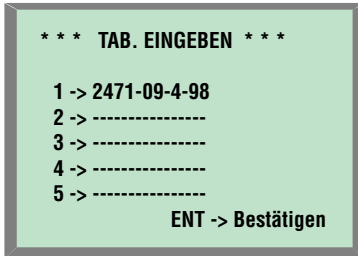 * * * TAB. EINGEBEN * * *
1 -> 2471-09-4-98
2 -> ----------------
3 -> ----------------
4 -> ----------------
5 -> ----------------
ENT -> Bestätigen